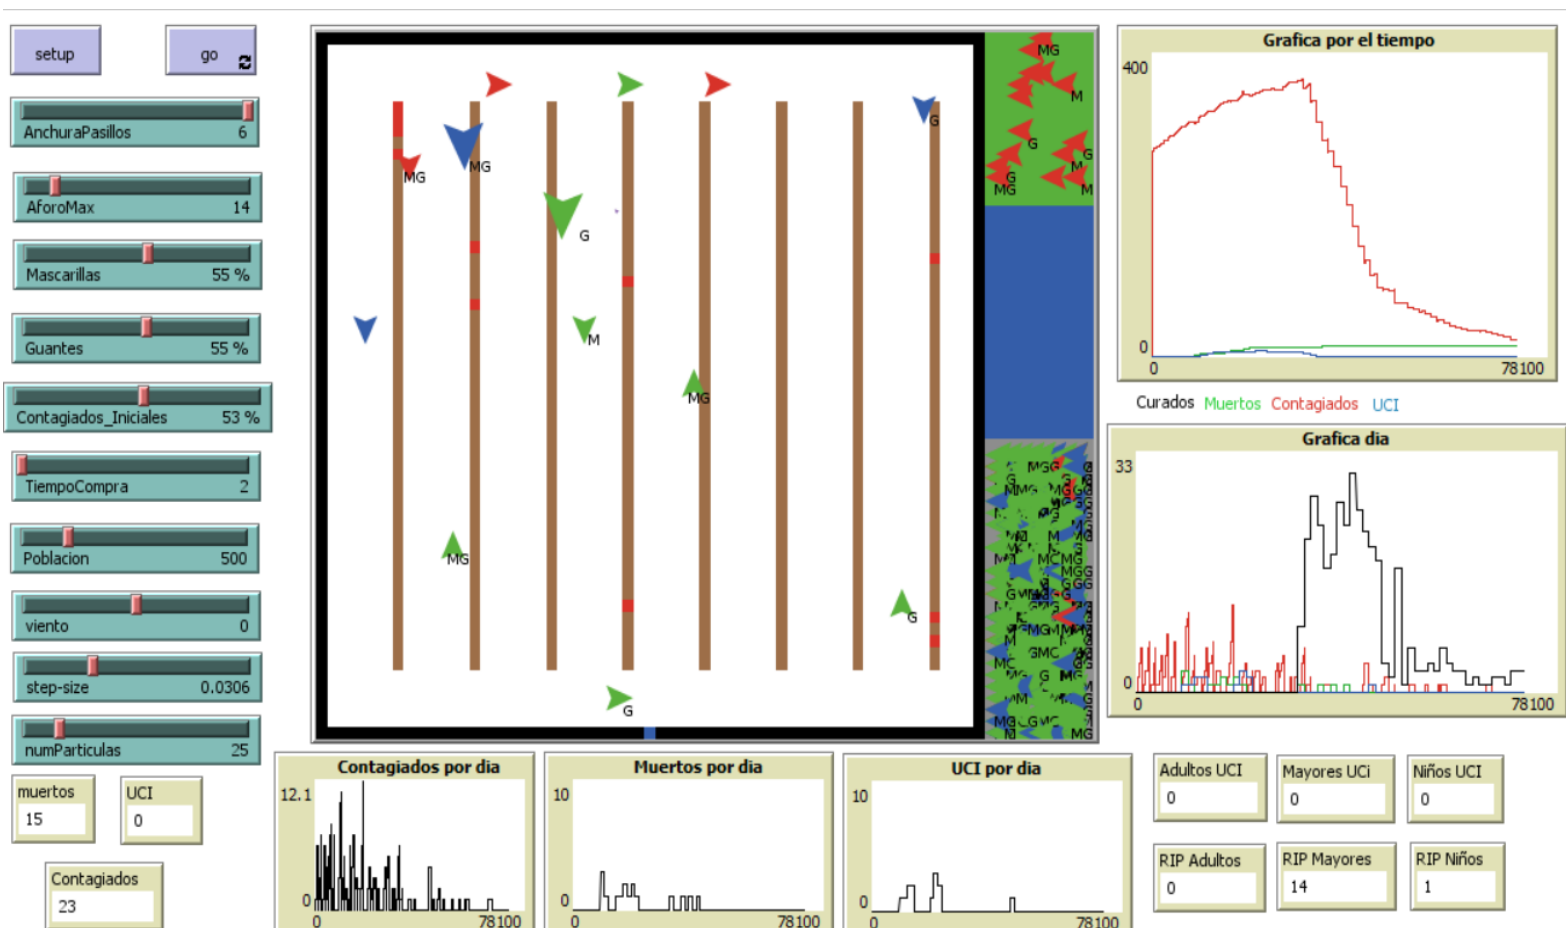 setup
go
AnchuraPasillos 6
AforoMax 14
Mascarillas 55 %
Guantes 55 %
Contagiados_Iniciales 53 %
TiempoCompra 2
Poblacion 500
viento 0
step-size 0.0306
numParticulas 25
muertos
15
UCI
0
Contagiados
23
MG
MG
G
G
M
MG
MG
G
G
MG
M
G
G
M
G
MG
M
Grafica por el tiempo
400
0
0 78100
Curados Muertos Contagiados UCI
Grafica dia
33
0
0 78100
Contagiados por dia
12.1
0
0 78100
Muertos por dia
10
0
0 78100
UCI por dia
10
0
0 78100
Adultos UCI
0
Mayores UCi
0
Niños UCI
0
RIP Adultos
0
RIP Mayores
14
RIP Niños
1